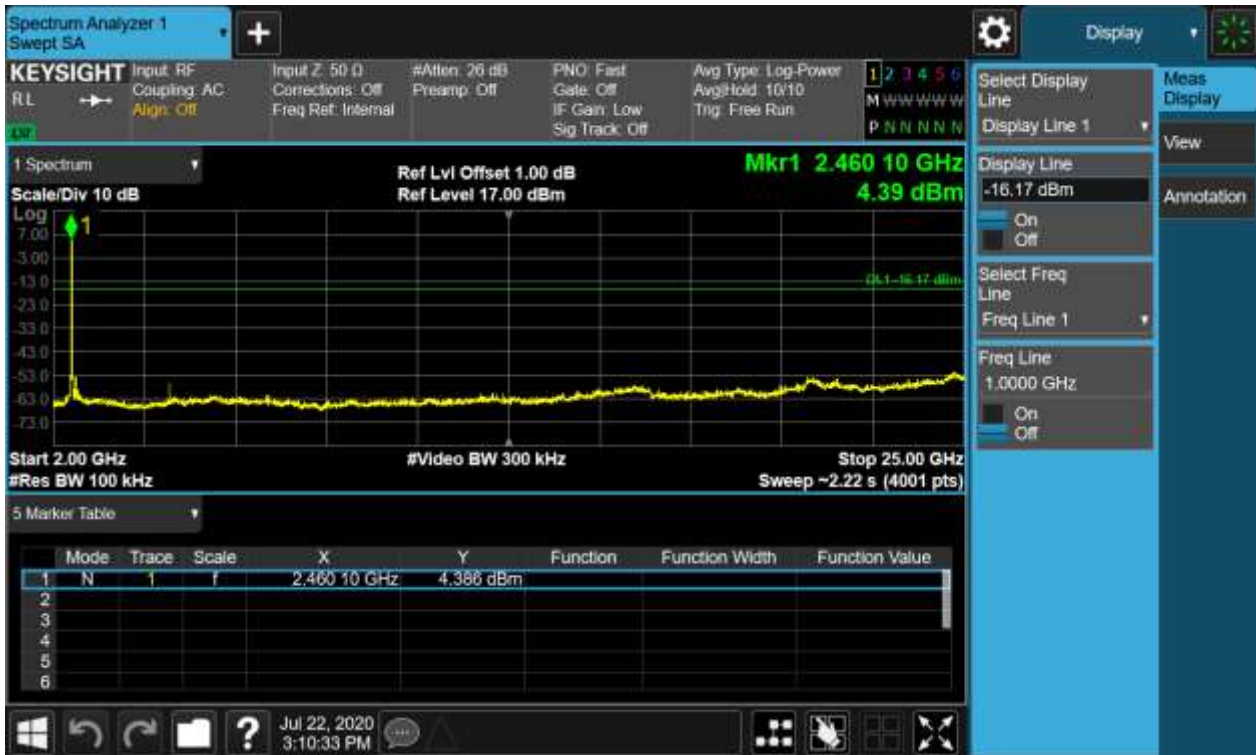 Spectrum Analyzer 1
Swept SA
+
Display
KEYSIGHT
RL
Input: RF
Coupling: AC
Align: Off
Input Z: 50 Ω
Corrections: Off
Freq Ref: Internal
#Atten: 26 dB
Preamp: Off
PNO: Fast
Gate: Off
IF Gain: Low
Sig Track: Off
Avg Type: Log-Power
Avg|Hold: 10/10
Trig: Free Run
1 2 3 4 5 6
M W W W W W
P N N N N N
Select Display Line
Display Line 1
Display Line
-16.17 dBm
On
Off
Select Freq Line
Freq Line 1
Freq Line
1.0000 GHz
On
Off
Meas Display
View
Annotation
1 Spectrum
Scale/Div 10 dB
Ref Lvl Offset 1.00 dB
Ref Level 17.00 dBm
Mkr1 2.460 10 GHz
4.39 dBm
Log
7.00
-3.00
-13.0
-23.0
-33.0
-43.0
-53.0
-63.0
-73.0
1
DL1 -16.17 dBm
Start 2.00 GHz
#Video BW 300 kHz
Stop 25.00 GHz
#Res BW 100 kHz
Sweep ~2.22 s (4001 pts)
5 Marker Table
Mode Trace Scale X Y Function Function Width Function Value
1 N 1 f 2.460 10 GHz 4.386 dBm
2
3
4
5
6
?
Jul 22, 2020
3:10:33 PM